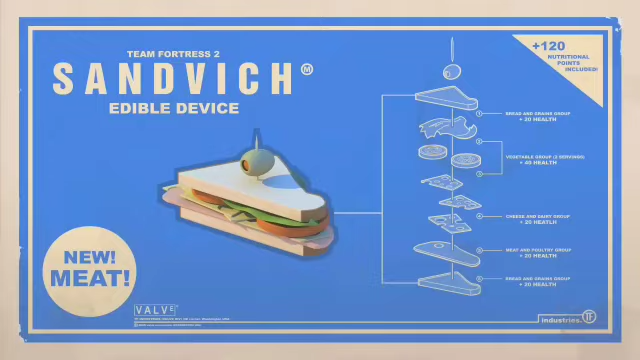 TEAM FORTRESS 2
SANDVICH
M
EDIBLE DEVICE
+120
NUTRITIONAL
POINTS
INCLUDED!
BREAD AND GRAINS GROUP
+ 20 HEALTH
VEGETABLE GROUP (2 SERVINGS)
+ 40 HEALTH
CHEESE AND DAIRY GROUP
+ 20 HEATLH
MEAT AND POULTRY GROUP
+ 20 HEALTH
BREAD AND GRAINS GROUP
+ 20 HEALTH
NEW!
MEAT!
VALVE
industries.
TF